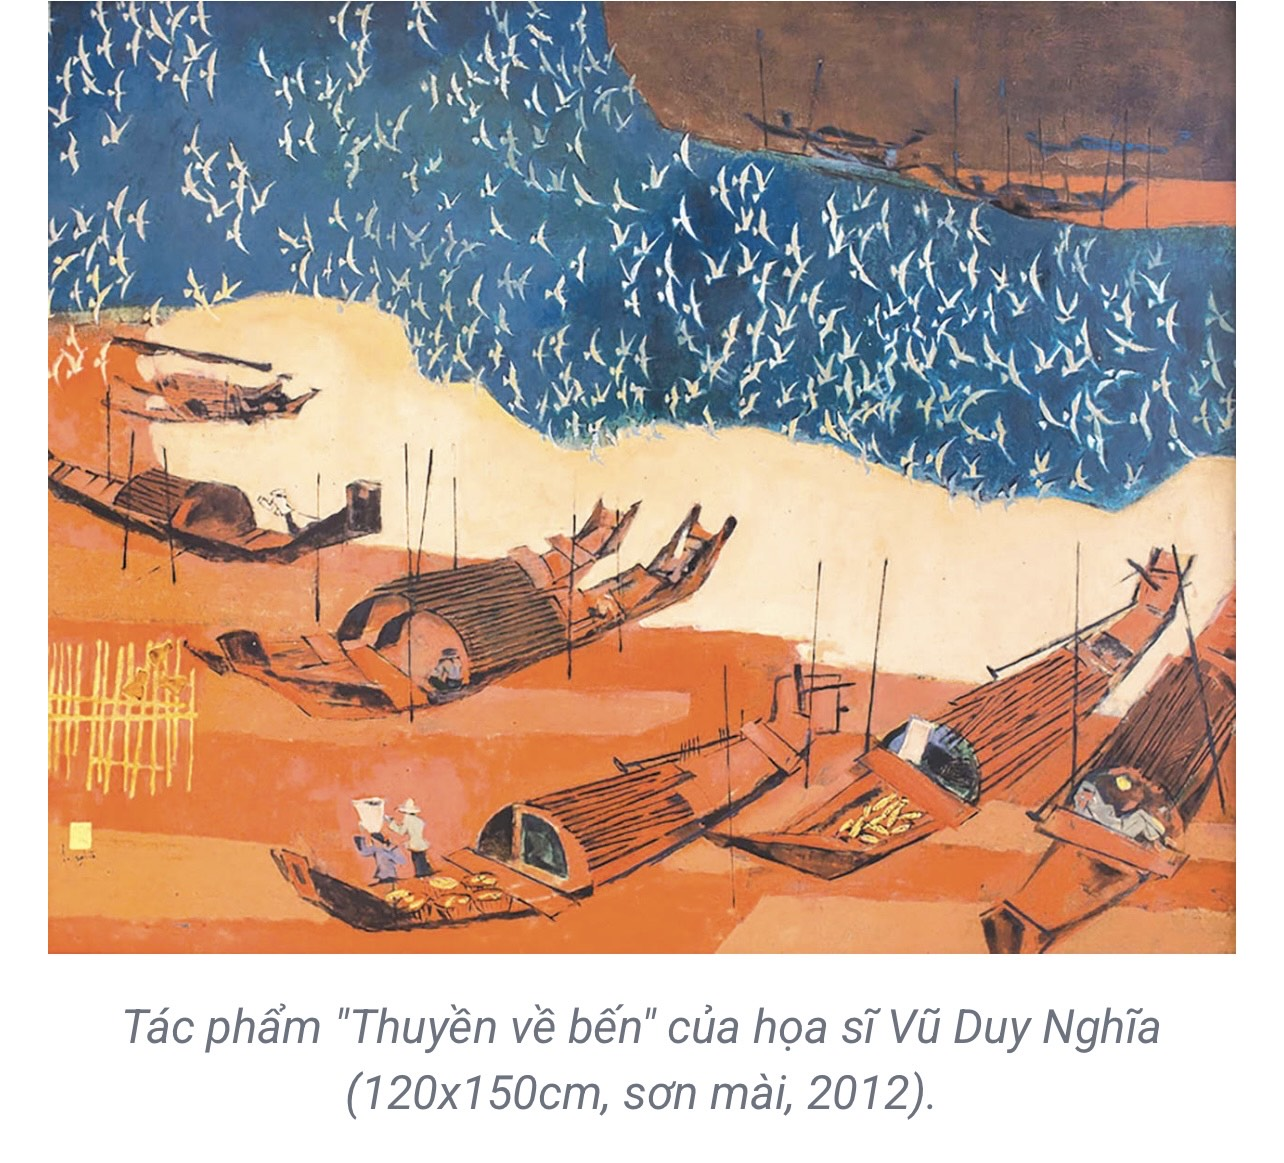 Tác phẩm "Thuyền về bến" của họa sĩ Vũ Duy Nghĩa
(120x150cm, sơn mài, 2012).